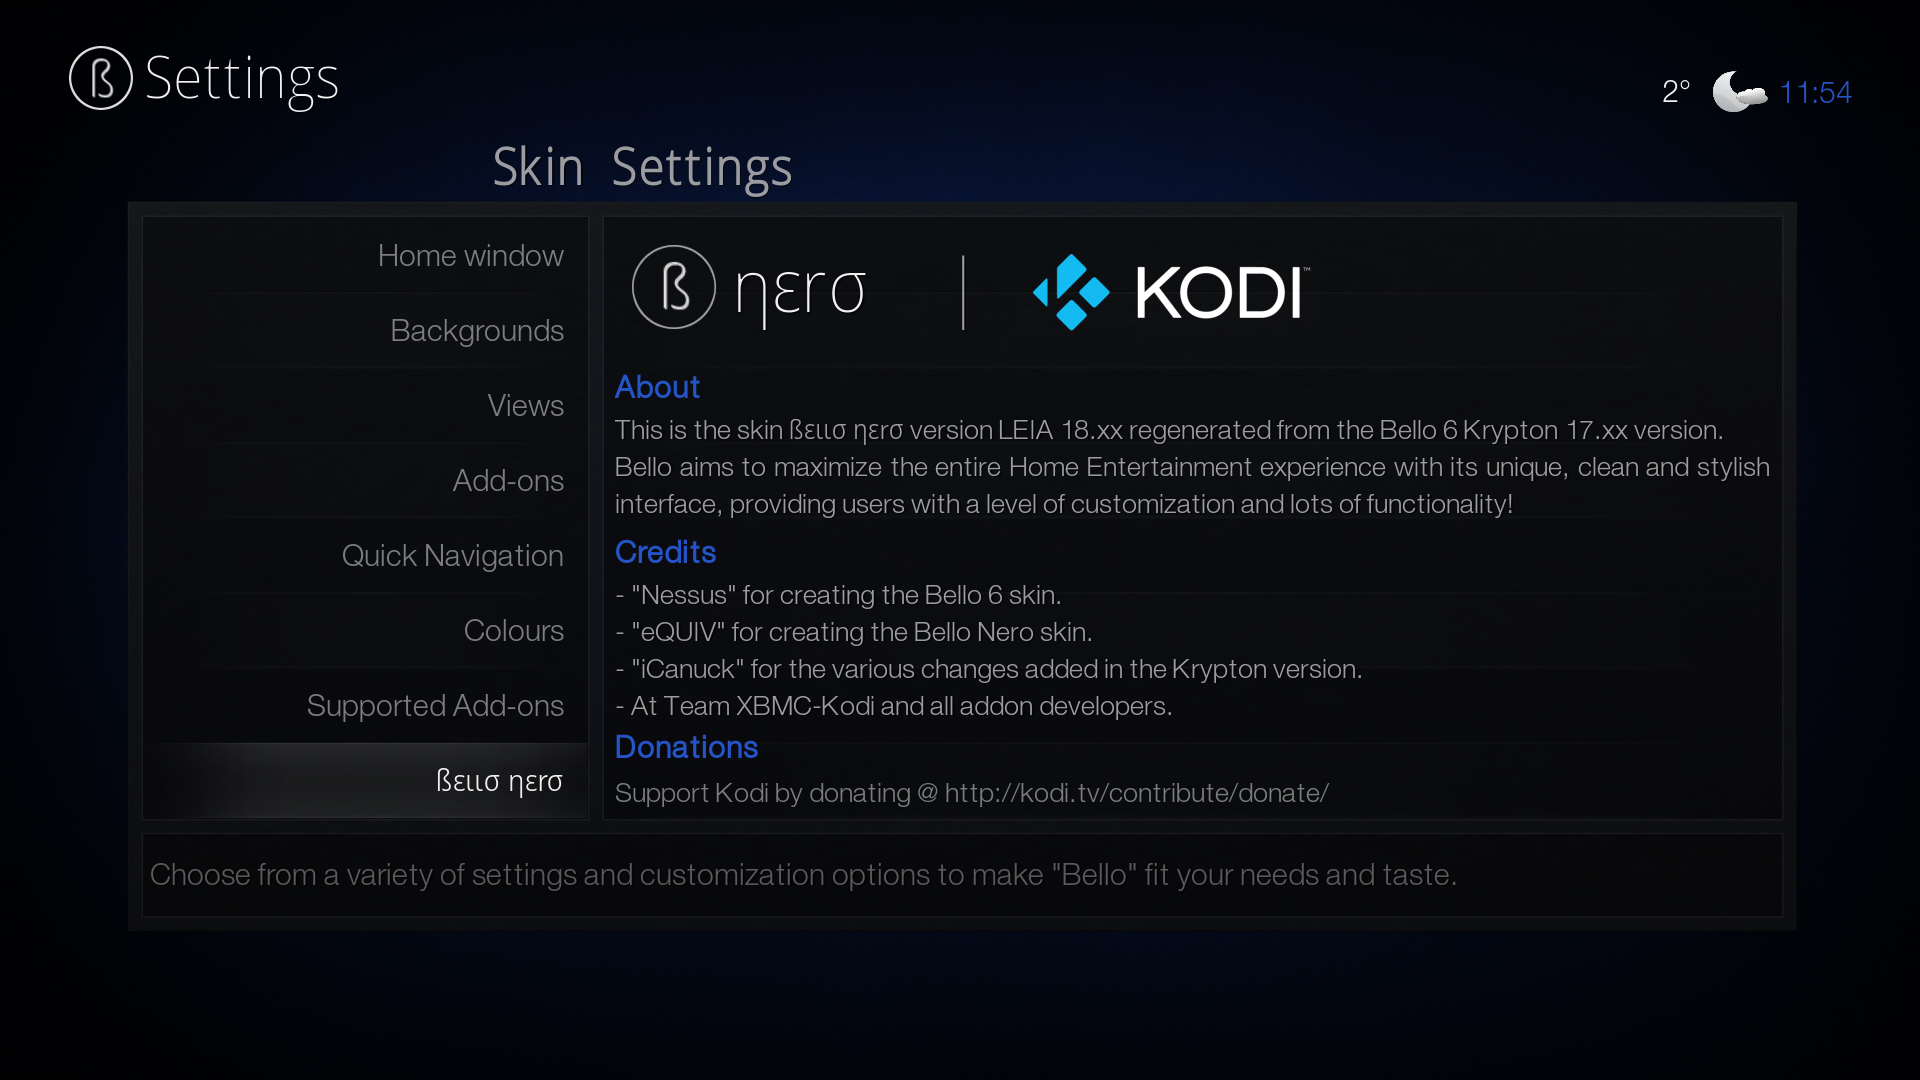 ß Settings
2° 11:54
Skin Settings
Home window
Backgrounds
Views
Add-ons
Quick Navigation
Colours
Supported Add-ons
ßειισ ηεrσ
ß ηεrσ | KODI™
About
This is the skin ßειισ ηεrσ version LEIA 18.xx regenerated from the Bello 6 Krypton 17.xx version.
Bello aims to maximize the entire Home Entertainment experience with its unique, clean and stylish
interface, providing users with a level of customization and lots of functionality!
Credits
- "Nessus" for creating the Bello 6 skin.
- "eQUIV" for creating the Bello Nero skin.
- "iCanuck" for the various changes added in the Krypton version.
- At Team XBMC-Kodi and all addon developers.
Donations
Support Kodi by donating @ http://kodi.tv/contribute/donate/
Choose from a variety of settings and customization options to make "Bello" fit your needs and taste.